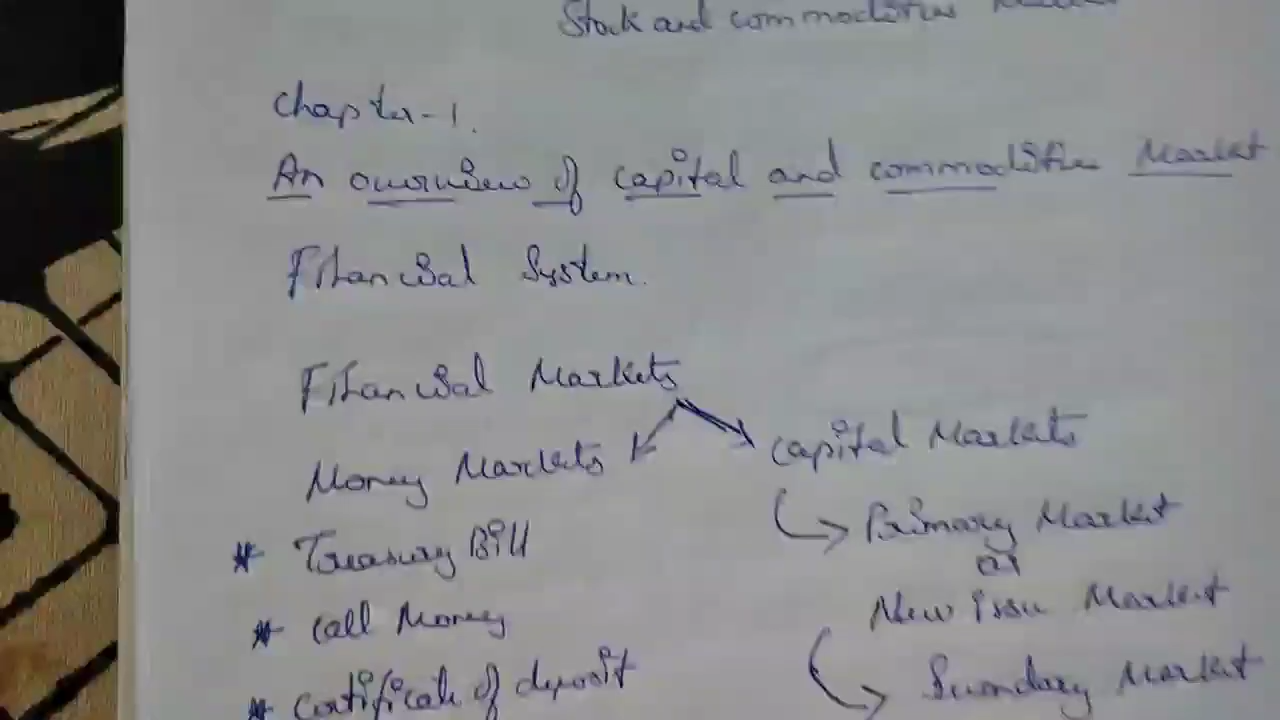 Stock and commodities Market
Chapter-1.
An overview of capital and commodities Market
Financial System.
Financial Markets
Money Markets
Capital Markets
* Treasury Bill
* Call Money
* Certificate of deposit
Primary Market
or
New issue Market
Secondary Market